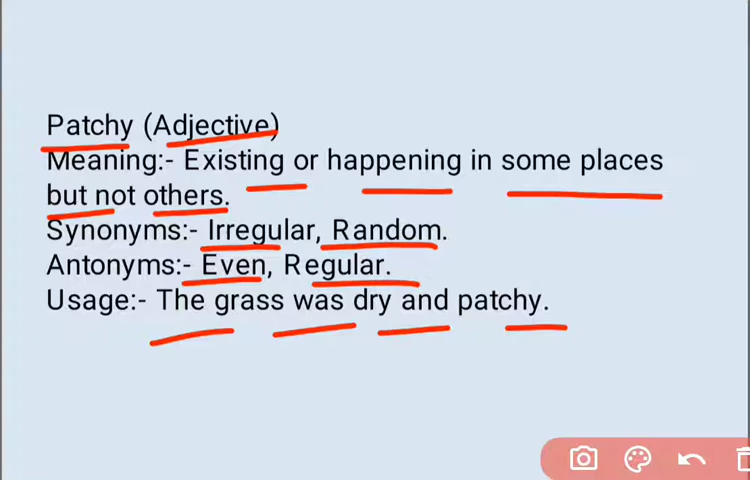 Patchy (Adjective)
Meaning:- Existing or happening in some places
but not others.
Synonyms:- Irregular, Random.
Antonyms:- Even, Regular.
Usage:- The grass was dry and patchy.